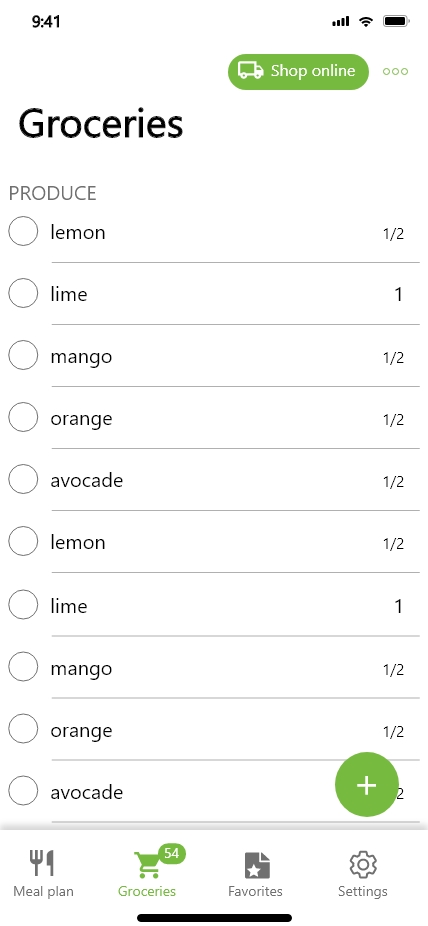 9:41
Shop online
Groceries
PRODUCE
lemon 1/2
lime 1
mango 1/2
orange 1/2
avocade 1/2
lemon 1/2
lime 1
mango 1/2
orange 1/2
avocade 2
54
Meal plan Groceries Favorites Settings